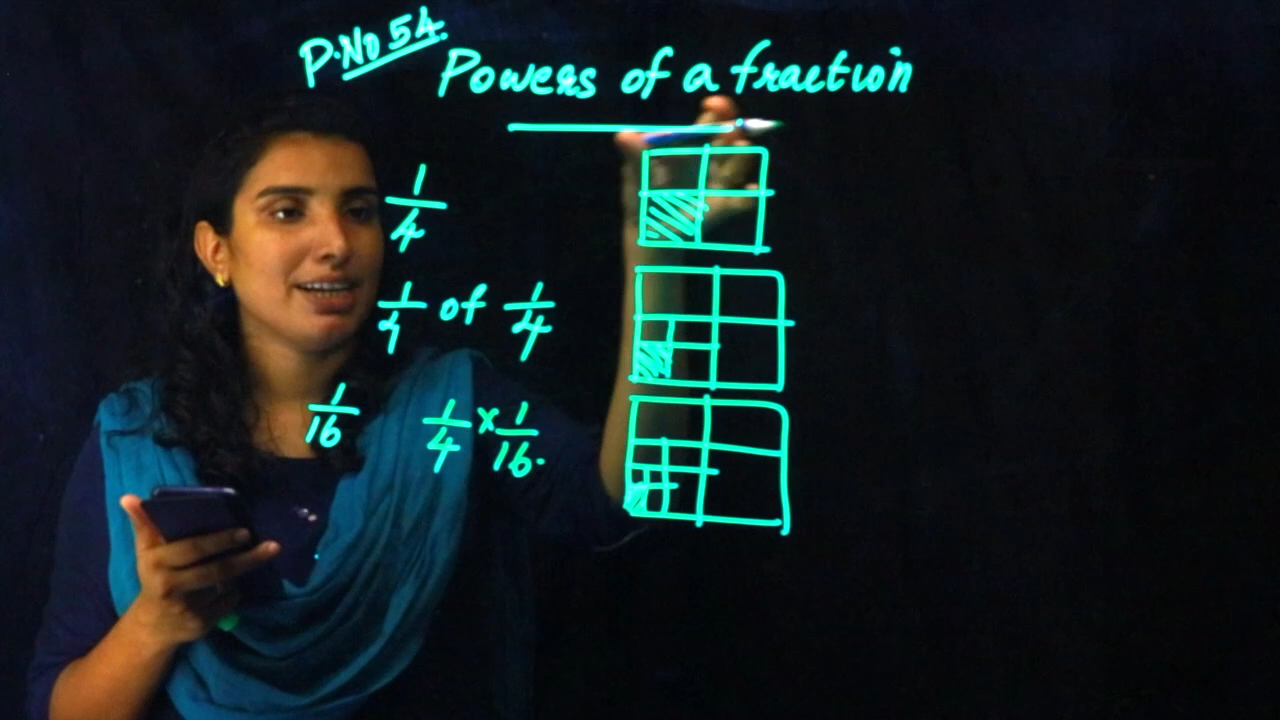 P.No 54.
Powers of a fraction
1/4
1/4 of 1/4
1/16 1/4 × 1/16.